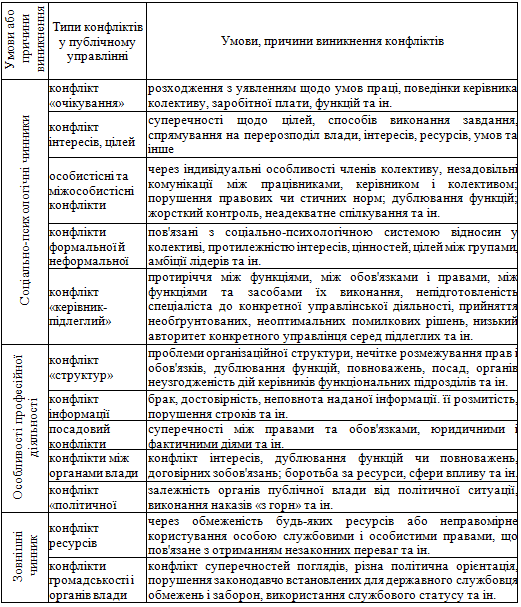 Умови або
причини
виникнення
Типи конфліктів
у публічному
управлінні
Умови, причини виникнення конфліктів
Соціально-психологічні чинники
конфлікт
«очікування»
розходження з уявленням щодо умов праці, поведінки керівника
колективу, заробітної плати, функцій та ін.
конфлікт
інтересів, цілей
суперечності щодо цілей, способів виконання завдання,
спрямування на перерозподіл влади, інтересів, ресурсів, умов та
інше
особистісні та
міжособистісні
конфлікти
через індивідуальні особливості членів колективу, незадовільні
комунікації між працівниками, керівником і колективом;
порушення правових чи етичних норм; дублювання функцій;
жорсткий контроль, неадекватне спілкування та ін.
конфлікти
формальної й
неформальної
пов'язані з соціально-психологічною системою відносин у
колективі, протилежністю інтересів, цінностей, цілей між групами,
амбіції лідерів та ін.
конфлікт
«керівник-
підлеглий»
протиріччя між функціями, між обов'язками і правами, між
функціями та засобами їх виконання, непідготовленість
спеціаліста до конкретної управлінської діяльності, прийняття
необґрунтованих, неоптимальних помилкових рішень, низький
авторитет конкретного управлінця серед підлеглих та ін.
Особливості професійної
діяльності
конфлікт
«структур»
проблеми організаційної структури, нечітке розмежування прав і
обов'язків, дублювання функцій, повноважень, посад, органів
неузгодженість дій керівників функціональних підрозділів та ін.
конфлікт
інформації
брак, достовірність, неповнота наданої інформації. її розмитість,
порушення строків та ін.
посадовий
конфлікти
суперечності між правами та обов'язками, юридичними і
фактичними діями та ін.
конфлікти між
органами влади
конфлікт інтересів, дублювання функцій чи повноважень,
договірних зобов'язань; боротьба за ресурси, сфери впливу та ін.
конфлікт
«політичної
залежність органів публічної влади від політичної ситуації,
виконання наказів «з горн» та ін.
Зовнішні
чинник
конфлікт
ресурсів
через обмеженість будь-яких ресурсів або неправомірне
користування особою службовими і особистими правами, що
пов'язане з отриманням незаконних переваг та ін.
конфлікти
громадськості і
органів влади
конфлікт суперечностей поглядів, різна політична орієнтація,
порушення законодавчо встановлених для державного службовця
обмежень і заборон, використання службового статусу та ін.